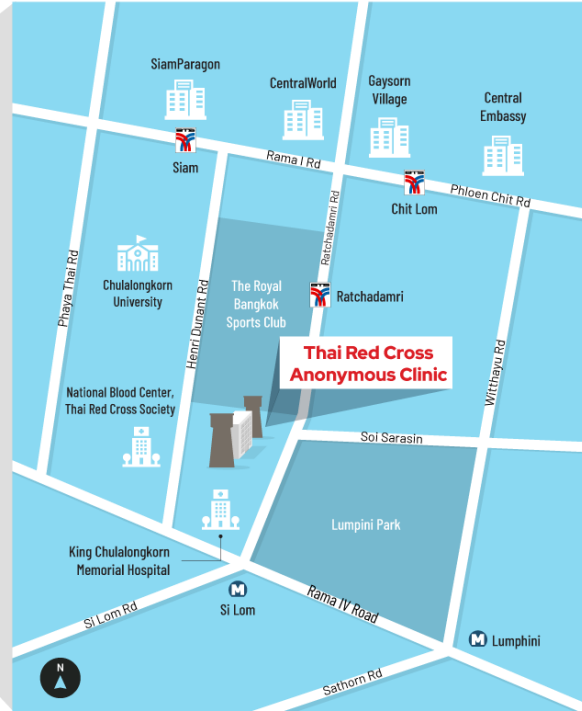 SiamParagon
CentralWorld
Gaysorn
Village
Central
Embassy
Siam
Rama I Rd
Chit Lom
Phloen Chit Rd
Phaya Thai Rd
Chulalongkorn
University
Henri Dunant Rd
The Royal
Bangkok
Sports Club
Ratchadamri Rd
Ratchadamri
Witthayu Rd
Thai Red Cross
Anonymous Clinic
National Blood Center,
Thai Red Cross Society
Soi Sarasin
Lumpini Park
King Chulalongkorn
Memorial Hospital
M
Si Lom
Si Lom Rd
Rama IV Road
M Lumphini
Sathorn Rd
N